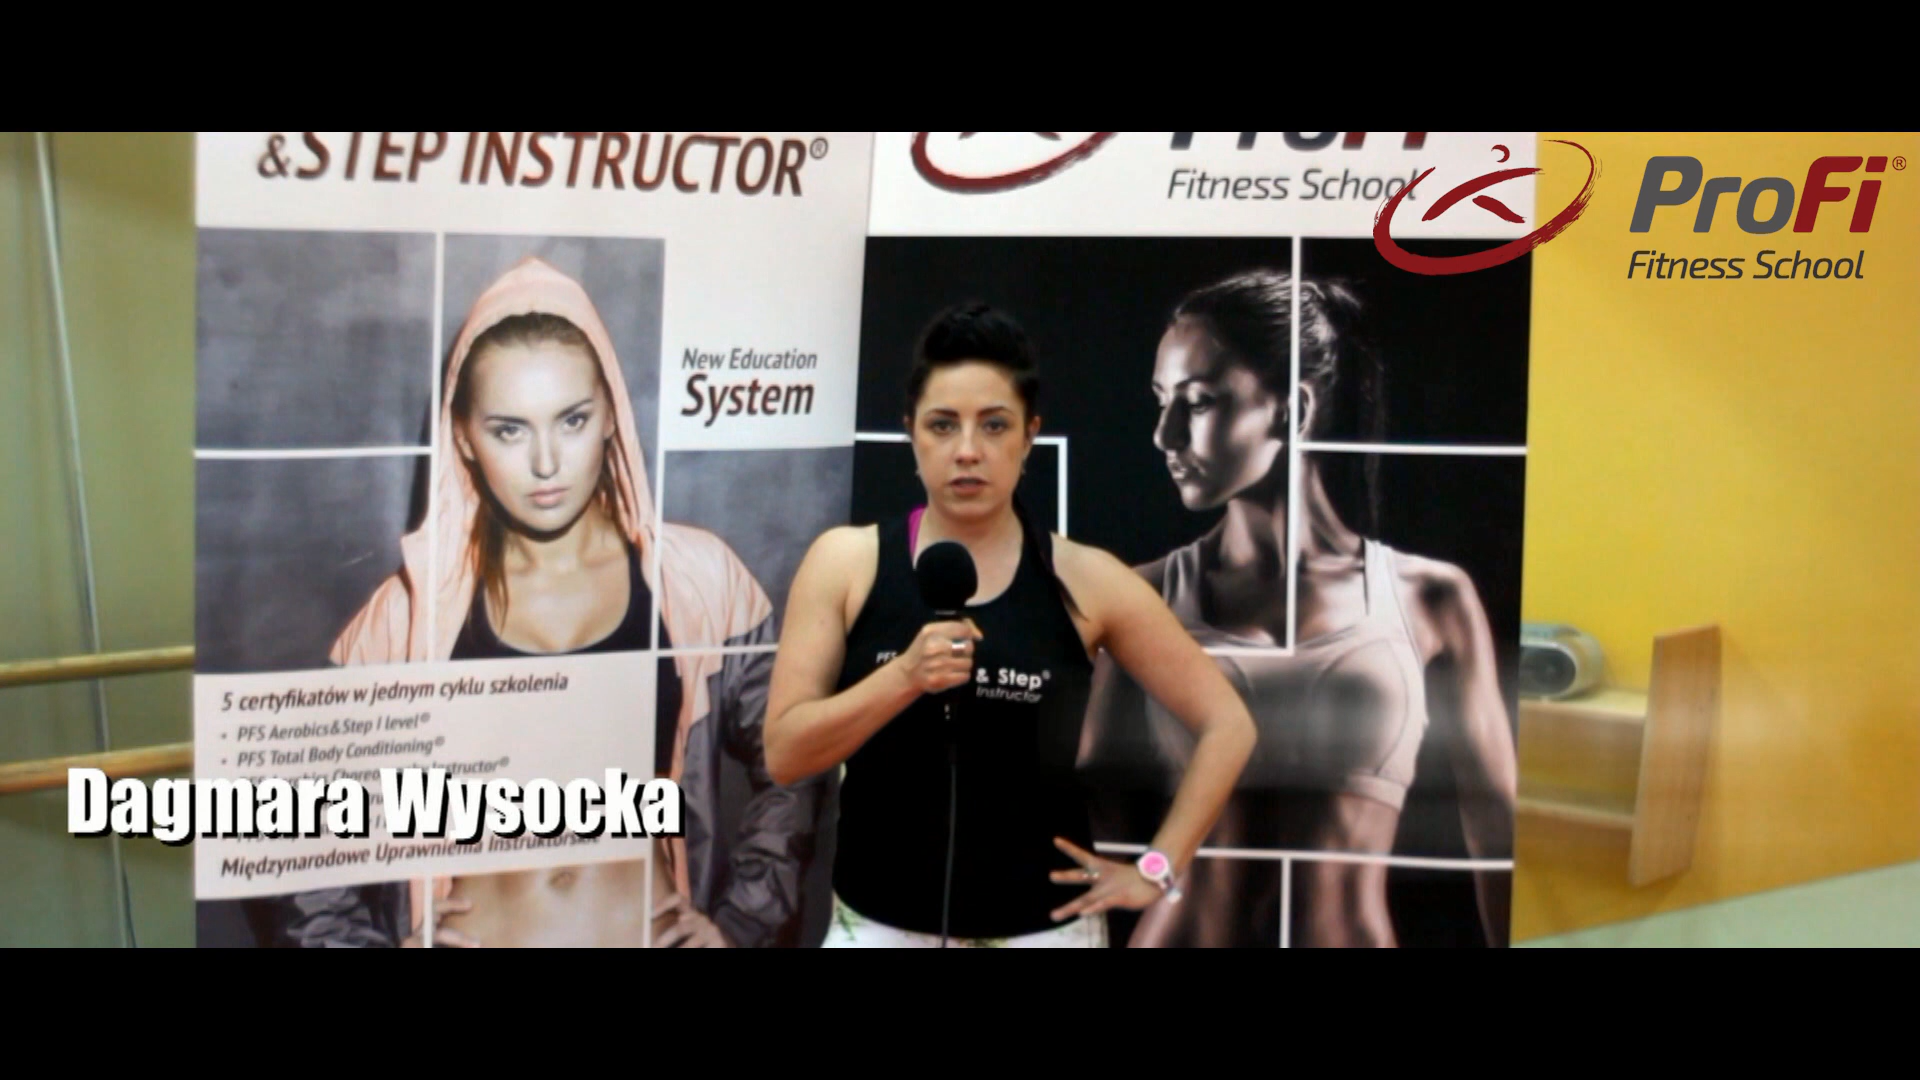 &STEP INSTRUCTOR®
Fitness School
ProFi®
Fitness School
New Education
System
PFS
& Step®
Instructor
5 certyfikatów w jednym cyklu szkolenia
• PFS Aerobics&Step I level®
• PFS Total Body Conditioning®
Dagmara Wysocka
Międzynarodowe Uprawnienia Instruktorskie